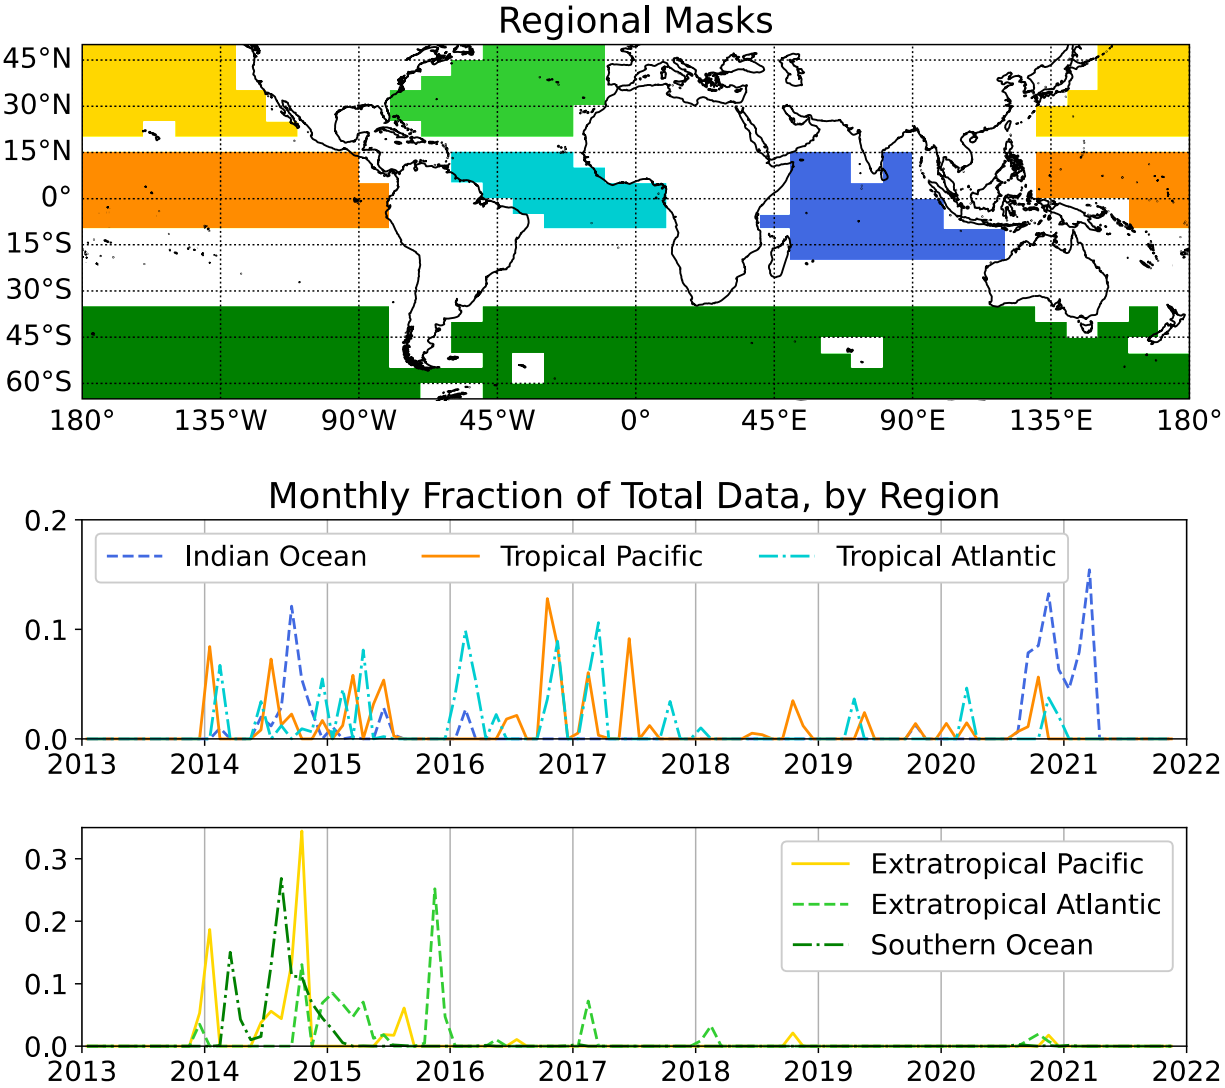 Regional Masks
45°N
30°N
15°N
0°
15°S
30°S
45°S
60°S
180° 135°W 90°W 45°W 0° 45°E 90°E 135°E 180°
Monthly Fraction of Total Data, by Region
0.2
Indian Ocean Tropical Pacific Tropical Atlantic
0.1
0.0
2013 2014 2015 2016 2017 2018 2019 2020 2021 2022
0.3
Extratropical Pacific
Extratropical Atlantic
0.2
Southern Ocean
0.1
0.0
2013 2014 2015 2016 2017 2018 2019 2020 2021 2022